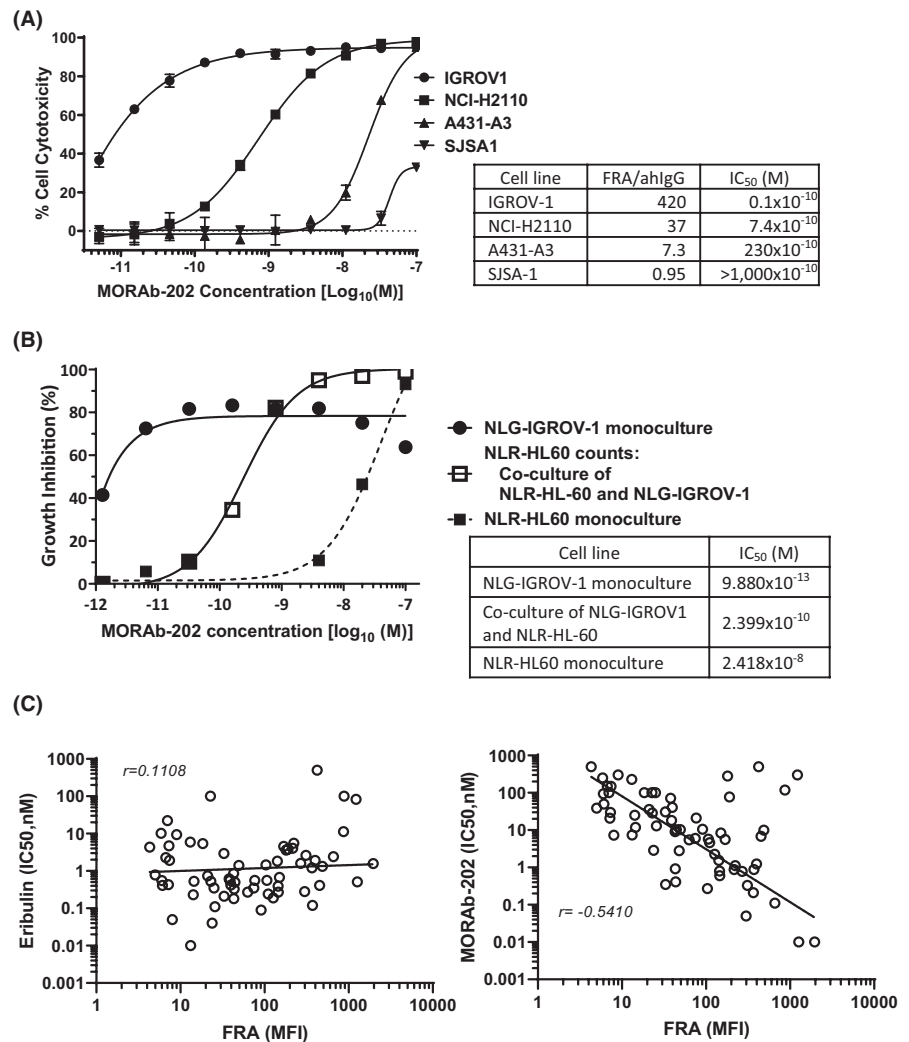 (A)
% Cell Cytotoxicity
100
80
60
40
20
0
-11
-10
-9
-8
-7
MORAb-202 Concentration [Log10(M)]
IGROV1
NCI-H2110
A431-A3
SJSA1
Cell line FRA/ahIgG IC50 (M)
IGROV-1 420 0.1x10-10
NCI-H2110 37 7.4x10-10
A431-A3 7.3 230x10-10
SJSA-1 0.95 >1,000x10-10
(B)
Growth Inhibition (%)
100
80
60
40
20
0
-12
-11
-10
-9
-8
-7
MORAb-202 concentration [log10 (M)]
NLG-IGROV-1 monoculture
NLR-HL60 counts:
Co-culture of
NLR-HL-60 and NLG-IGROV-1
NLR-HL60 monoculture
Cell line IC50 (M)
NLG-IGROV-1 monoculture 9.880x10-13
Co-culture of NLG-IGROV1
and NLR-HL-60 2.399x10-10
NLR-HL60 monoculture 2.418x10-8
(C)
Eribulin (IC50,nM)
1000
100
10
1
0.1
0.01
0.001
r=0.1108
1
10
100
1000
10000
FRA (MFI)
MORAb-202 (IC50,nM)
1000
100
10
1
0.1
0.01
0.001
r= -0.5410
1
10
100
1000
10000
FRA (MFI)